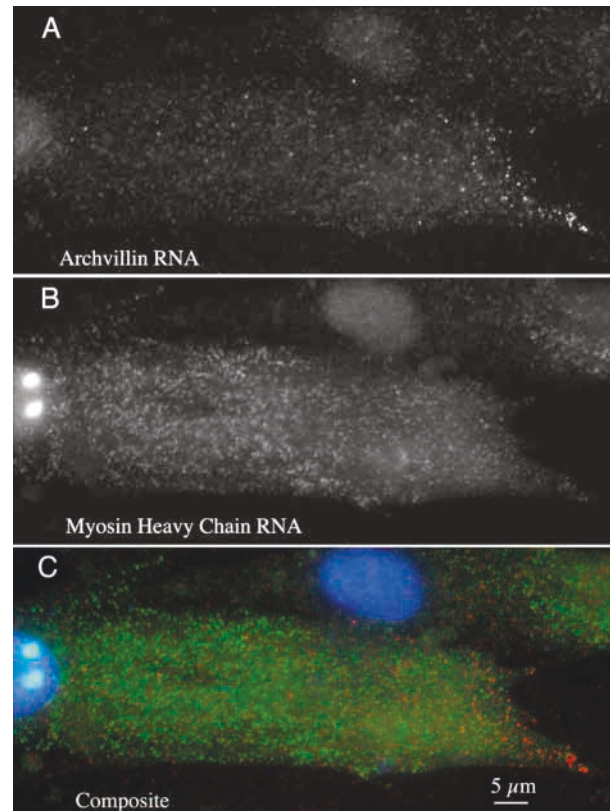 A
Archvillin RNA
B
Myosin Heavy Chain RNA
C
5 μm
Composite